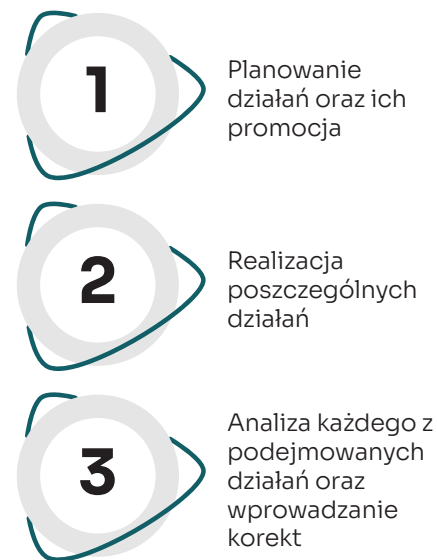 1
Planowanie
działań oraz ich
promocja
2
Realizacja
poszczególnych
działań
3
Analiza każdego z
podejmowanych
działań oraz
wprowadzanie
korekt